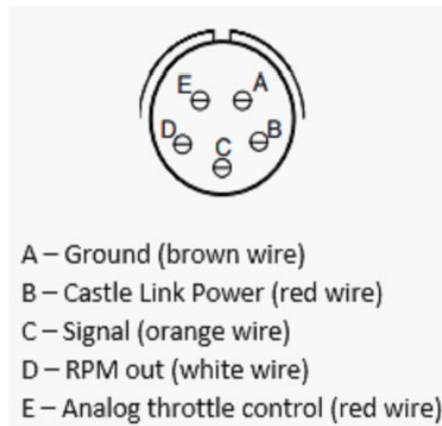 E A
D B
C
A – Ground (brown wire)
B – Castle Link Power (red wire)
C – Signal (orange wire)
D – RPM out (white wire)
E – Analog throttle control (red wire)